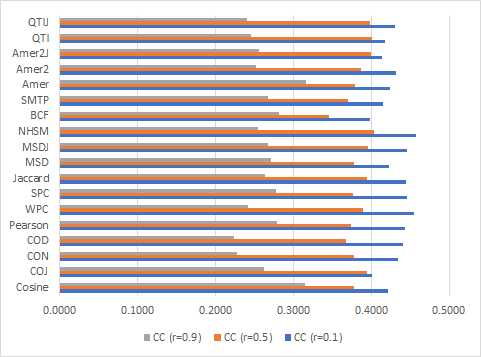 QTIJ
QTI
Amer2J
Amer2
Amer
SMTP
BCF
NHSM
MSDJ
MSD
Jaccard
SPC
WPC
Pearson
COD
CON
COJ
Cosine
0.0000 0.1000 0.2000 0.3000 0.4000 0.5000
CC (r=0.9) CC (r=0.5) CC (r=0.1)